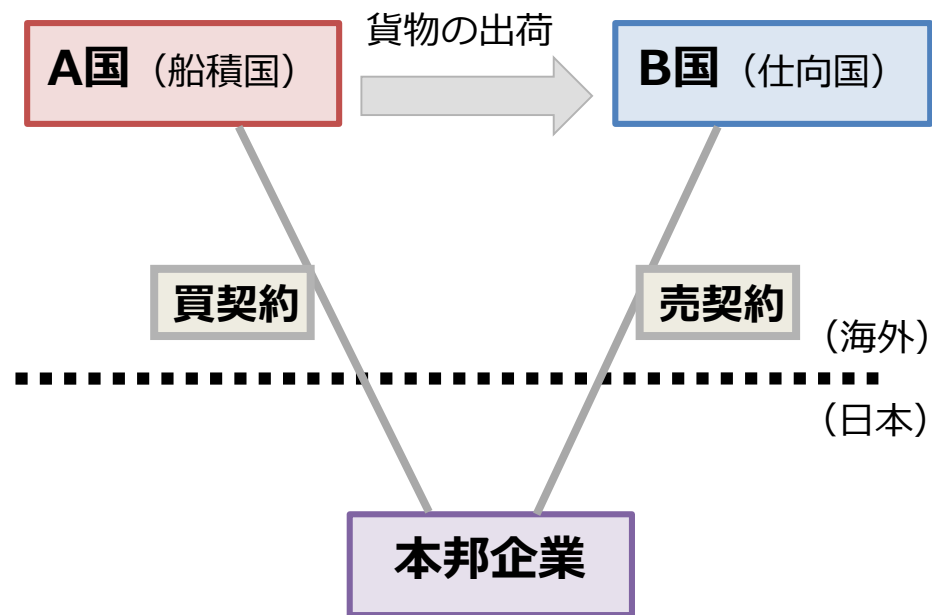 貨物の出荷
A国（船積国）
B国（仕向国）
買契約
売契約
（海外）
（日本）
本邦企業